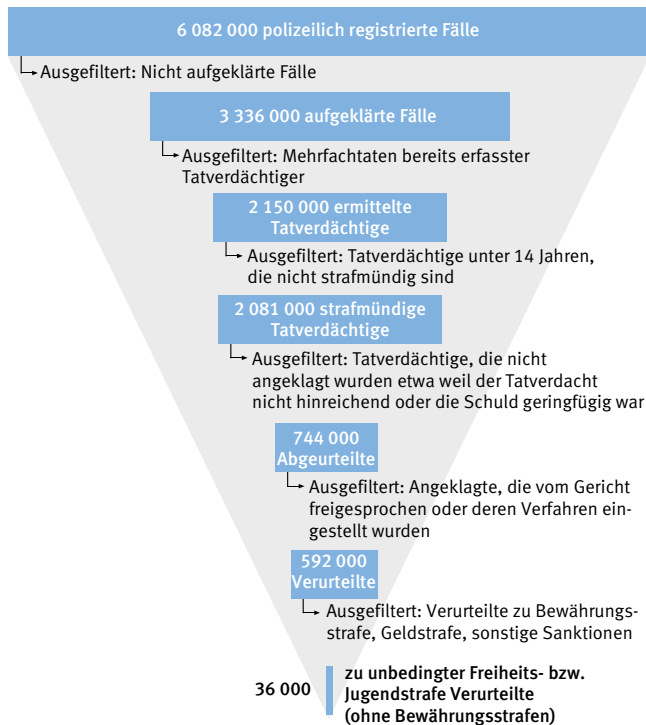 6 082 000 polizeilich registrierte Fälle
Ausgefiltert: Nicht aufgeklärte Fälle
3 336 000 aufgeklärte Fälle
Ausgefiltert: Mehrfachtaten bereits erfasster
Tatverdächtiger
2 150 000 ermittelte
Tatverdächtige
Ausgefiltert: Tatverdächtige unter 14 Jahren,
die nicht strafmündig sind
2 081 000 strafmündige
Tatverdächtige
Ausgefiltert: Tatverdächtige, die nicht
angeklagt wurden etwa weil der Tatverdacht
nicht hinreichend oder die Schuld geringfügig war
744 000
Abgeurteilte
Ausgefiltert: Angeklagte, die vom Gericht
freigesprochen oder deren Verfahren ein-
gestellt wurden
592 000
Verurteilte
Ausgefiltert: Verurteilte zu Bewährungs-
strafe, Geldstrafe, sonstige Sanktionen
36 000
zu unbedingter Freiheits- bzw.
Jugendstrafe Verurteilte
(ohne Bewährungsstrafen)